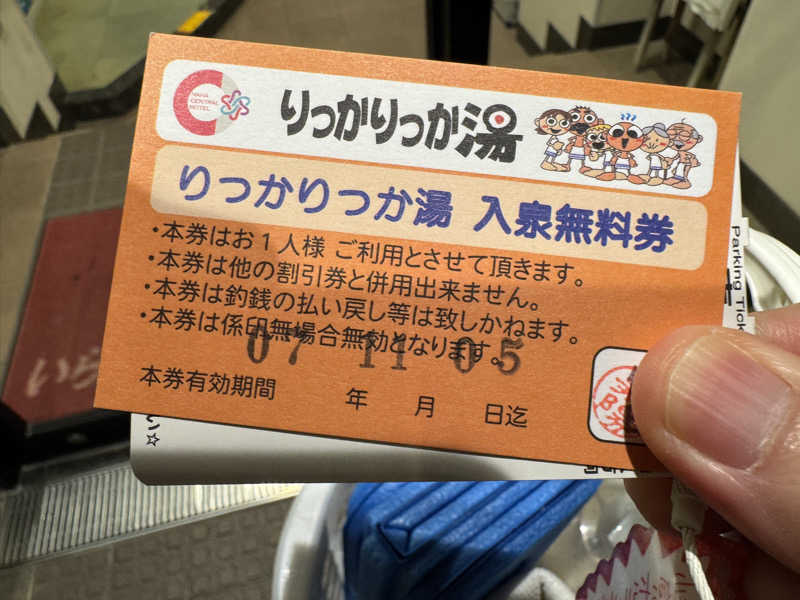 NAHA
CENTRAL
HOTEL
りっかりっか湯
りっかりっか湯 入泉無料券
・本券はお1人様 ご利用とさせて頂きます。
・本券は他の割引券と併用出来ません。
・本券は釣銭の払い戻し等は致しかねます。
・本券は係印無場合無効となります。
07 11 05
本券有効期間 年 月 日迄
Parking Tick
い☆
いら